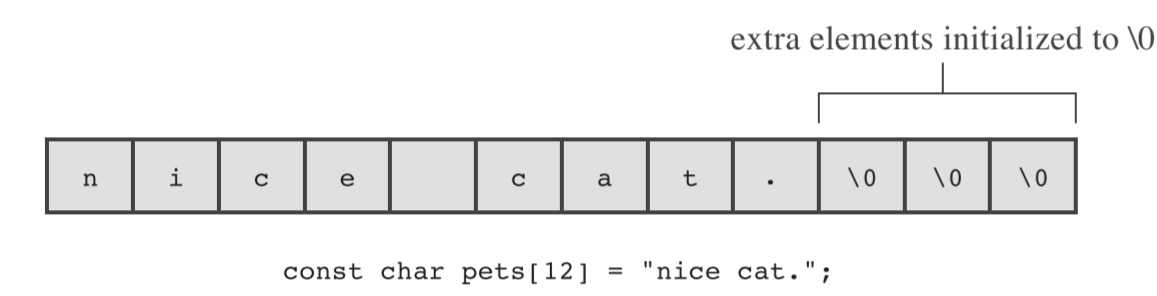 extra elements initialized to \0
n i c e c a t . \0 \0 \0
const char pets[12] = "nice cat.";